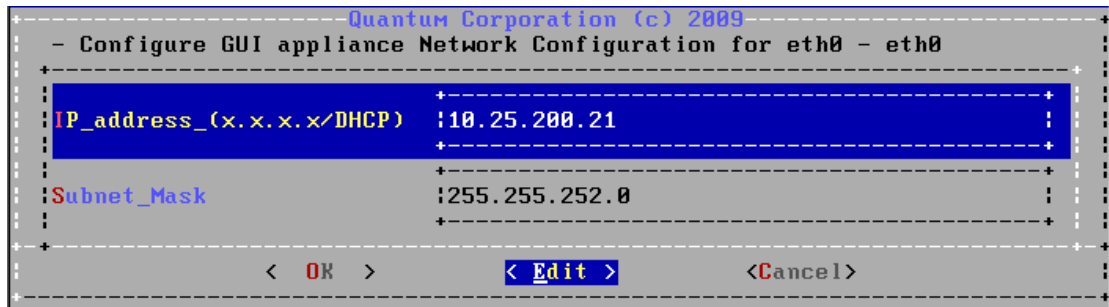 Quantum Corporation (c) 2009
- Configure GUI appliance Network Configuration for eth0 - eth0
IP_address_(x.x.x.x/DHCP) 10.25.200.21
Subnet_Mask 255.255.252.0
< OK > < Edit > <Cancel>